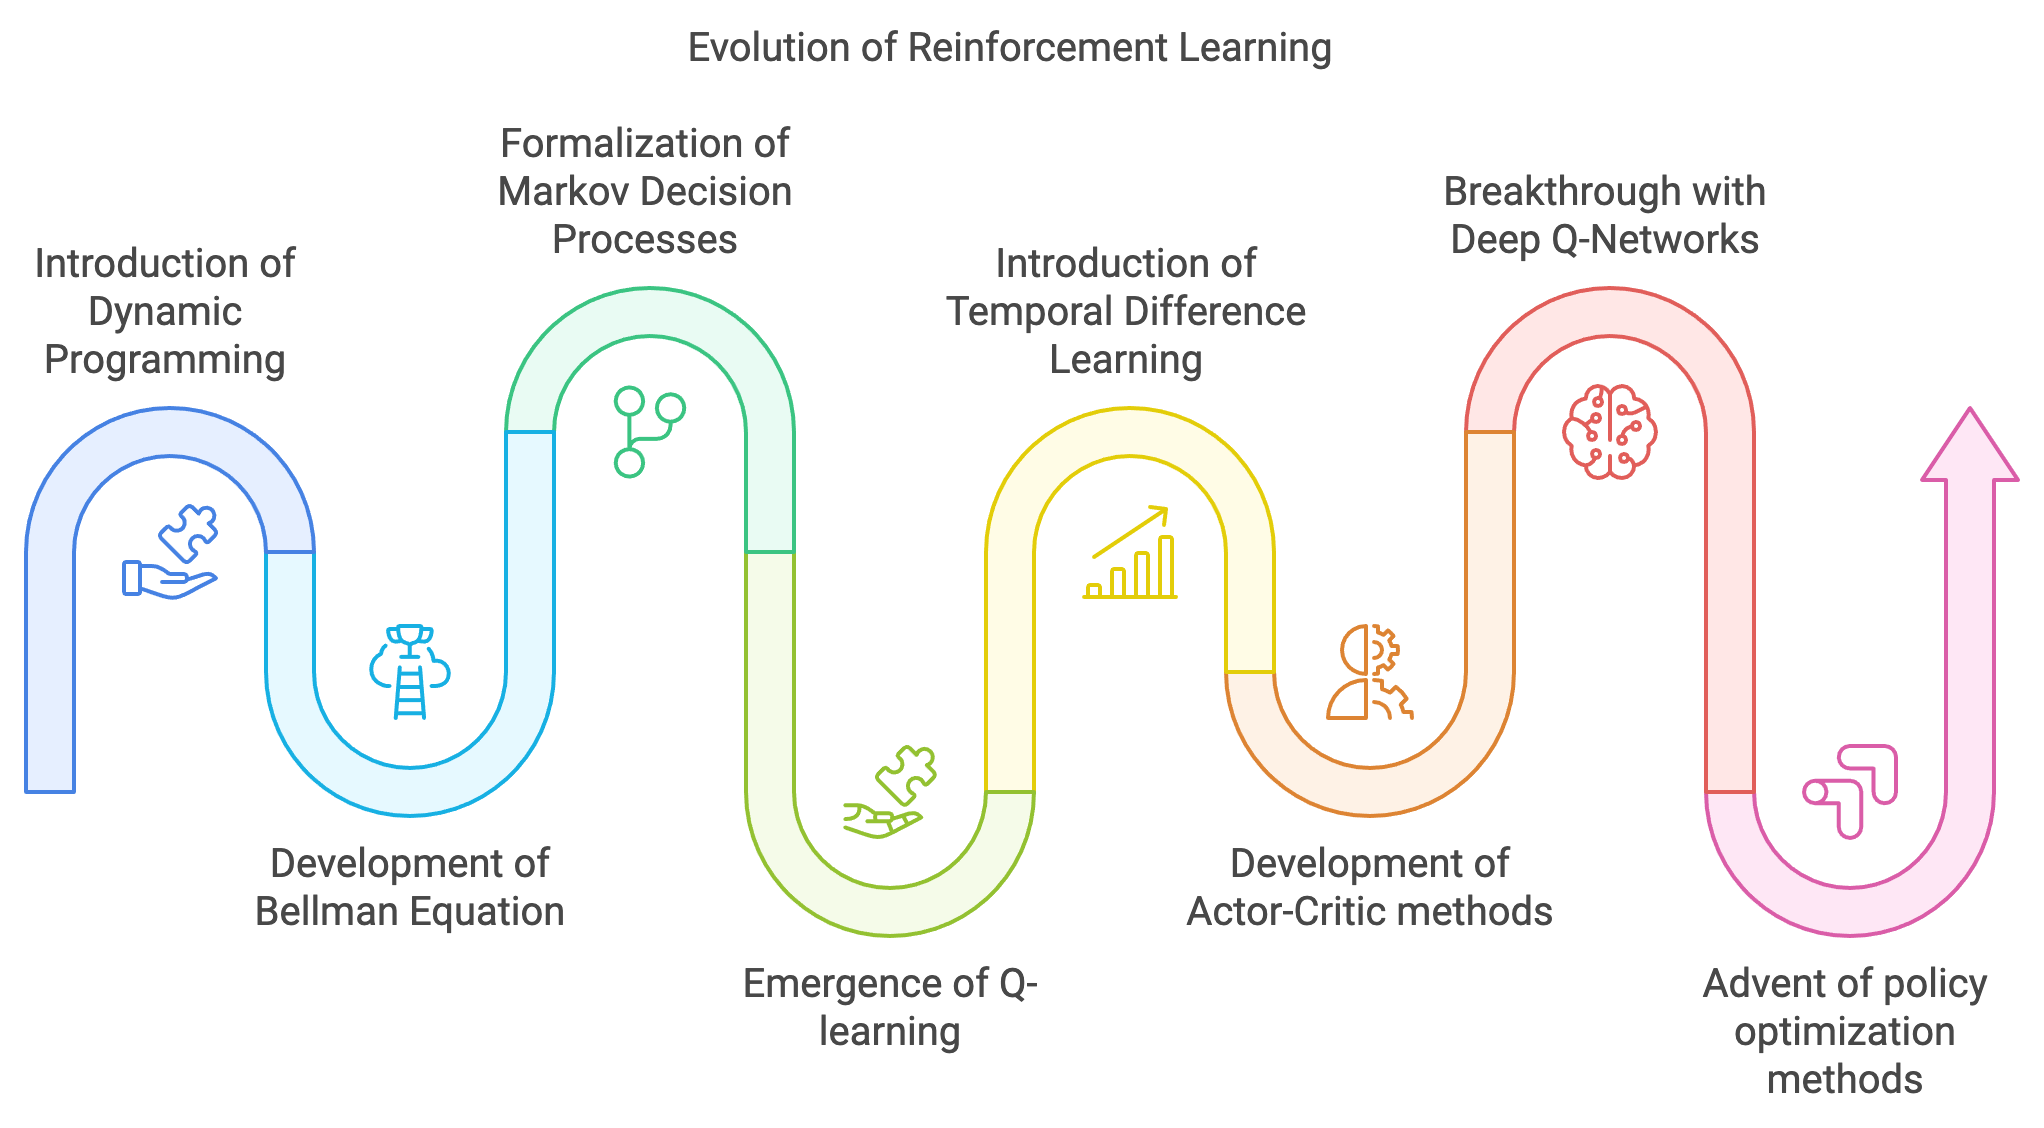 Evolution of Reinforcement Learning
Introduction of
Dynamic
Programming
Development of
Bellman Equation
Formalization of
Markov Decision
Processes
Emergence of Q-
learning
Introduction of
Temporal Difference
Learning
Development of
Actor-Critic methods
Breakthrough with
Deep Q-Networks
Advent of policy
optimization
methods